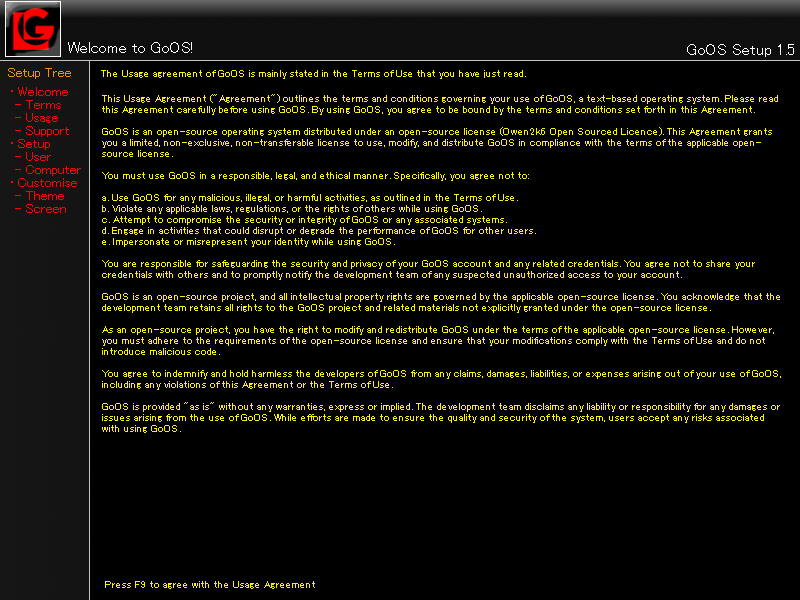 LG
Welcome to GoOS!
GoOS Setup 1.5
Setup Tree
· Welcome
- Terms
- Usage
- Support
· Setup
- User
- Computer
· Customise
- Theme
- Screen
The Usage agreement of GoOS is mainly stated in the Terms of Use that you have just read.
This Usage Agreement ("Agreement") outlines the terms and conditions governing your use of GoOS, a text-based operating system. Please read
this Agreement carefully before using GoOS. By using GoOS, you agree to be bound by the terms and conditions set forth in this Agreement.
GoOS is an open-source operating system distributed under an open-source license (Owen2k6 Open Sourced Licence). This Agreement grants
you a limited, non-exclusive, non-transferable license to use, modify, and distribute GoOS in compliance with the terms of the applicable open-
source license.
You must use GoOS in a responsible, legal, and ethical manner. Specifically, you agree not to:
a. Use GoOS for any malicious, illegal, or harmful activities, as outlined in the Terms of Use.
b. Violate any applicable laws, regulations, or the rights of others while using GoOS.
c. Attempt to compromise the security or integrity of GoOS or any associated systems.
d. Engage in activities that could disrupt or degrade the performance of GoOS for other users.
e. Impersonate or misrepresent your identity while using GoOS.
You are responsible for safeguarding the security and privacy of your GoOS account and any related credentials. You agree not to share your
credentials with others and to promptly notify the development team of any suspected unauthorized access to your account.
GoOS is an open-source project, and all intellectual property rights are governed by the applicable open-source license. You acknowledge that the
development team retains all rights to the GoOS project and related materials not explicitly granted under the open-source license.
As an open-source project, you have the right to modify and redistribute GoOS under the terms of the applicable open-source license. However,
you must adhere to the requirements of the open-source license and ensure that your modifications comply with the Terms of Use and do not
introduce malicious code.
You agree to indemnify and hold harmless the developers of GoOS from any claims, damages, liabilities, or expenses arising out of your use of GoOS,
including any violations of this Agreement or the Terms of Use.
GoOS is provided "as is" without any warranties, express or implied. The development team disclaims any liability or responsibility for any damages or
issues arising from the use of GoOS. While efforts are made to ensure the quality and security of the system, users accept any risks associated
with using GoOS.
Press F9 to agree with the Usage Agreement